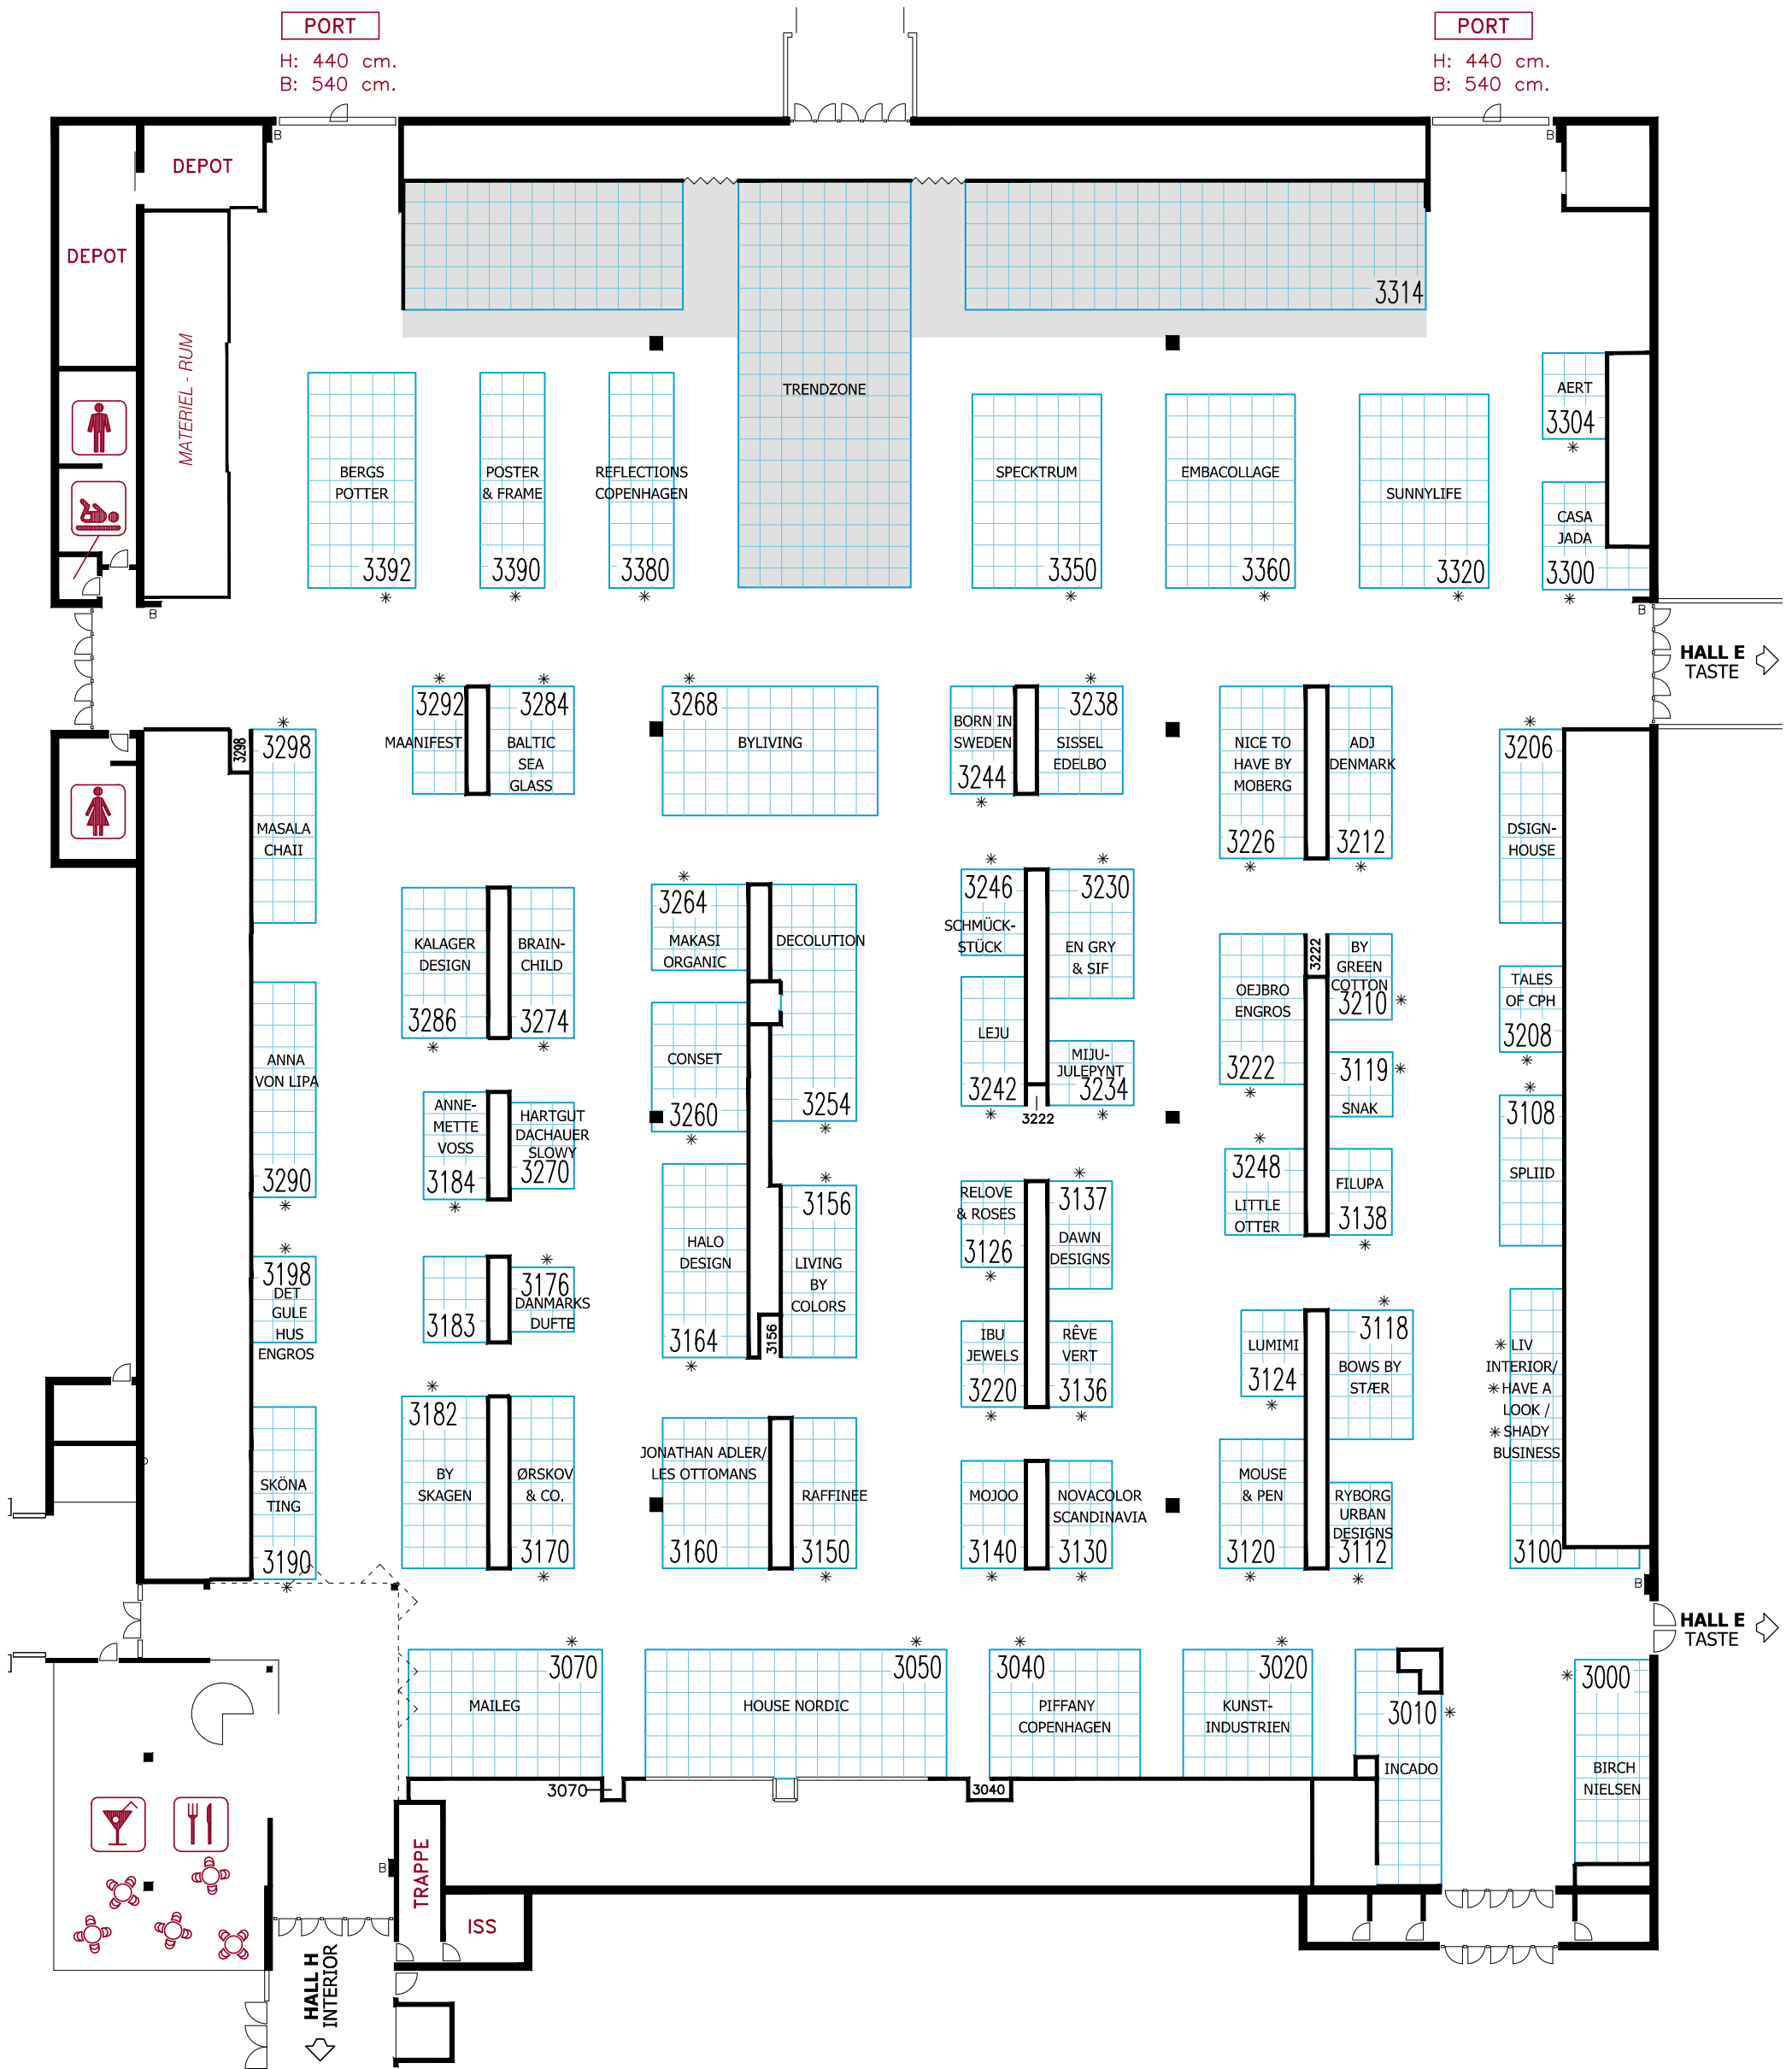 PORT
H: 440 cm.
B: 540 cm.
PORT
H: 440 cm.
B: 540 cm.
B
B
DEPOT
DEPOT
MATERIEL - RUM
3314
TRENDZONE
BERGS
POTTER
3392
POSTER
& FRAME
3390
REFLECTIONS
COPENHAGEN
3380
SPECKTRUM
3350
EMBACOLLAGE
3360
SUNNYLIFE
3320
AERT
3304
*
CASA
JADA
3300
*
*
*
*
*
*
*
B
B
HALL E
TASTE
*
3292
MAANIFEST
*
3284
BALTIC
SEA
GLASS
*
3268
BYLIVING
BORN IN
SWEDEN
3244
*
*
3238
SISSEL
EDELBO
NICE TO
HAVE BY
MOBERG
3226
*
ADJ
DENMARK
3212
*
*
3206
DSIGN-
HOUSE
*
3298
3298
MASALA
CHAII
KALAGER
DESIGN
3286
*
BRAIN-
CHILD
3274
*
*
3264
MAKASI
ORGANIC
DECOLUTION
3254
*
*
3246
SCHMÜCK-
STÜCK
*
3230
EN GRY
& SIF
OEJBRO
ENGROS
3222
*
3222
BY
GREEN
COTTON
3210
*
TALES
OF CPH
3208
*
ANNA
VON LIPA
3290
*
CONSET
3260
*
LEJU
3242
*
3222
MIJU-
JULEPYNT
3234
*
3119
*
SNAK
*
3108
SPLIID
ANNE-
METTE
VOSS
3184
*
HARTGUT
DACHAUER
SLOWY
3270
HALO
DESIGN
3164
*
*
3156
LIVING
BY
COLORS
3156
RELOVE
& ROSES
3126
*
*
3137
DAWN
DESIGNS
*
3248
LITTLE
OTTER
FILUPA
3138
*
*
3198
DET
GULE
HUS
ENGROS
3183
*
3176
DANMARKS
DUFTE
IBU
JEWELS
3220
*
RÊVE
VERT
3136
*
LUMIMI
3124
*
*
3118
BOWS BY
STÆR
* LIV
INTERIOR/
* HAVE A
LOOK /
* SHADY
BUSINESS
3100
SKÖNA
TING
3190
*
*
3182
BY
SKAGEN
ØRSKOV
& CO.
3170
*
JONATHAN ADLER/
LES OTTOMANS
3160
RAFFINEE
3150
*
MOJOO
3140
*
NOVACOLOR
SCANDINAVIA
3130
*
MOUSE
& PEN
3120
*
RYBORG
URBAN
DESIGNS
3112
*
B
HALL E
TASTE
*
3070
MAILEG
3070
*
3050
HOUSE NORDIC
*
3040
PIFFANY
COPENHAGEN
3040
*
3020
KUNST-
INDUSTRIEN
3010
*
INCADO
*
3000
BIRCH
NIELSEN
B
TRAPPE
ISS
HALL H
INTERIOR